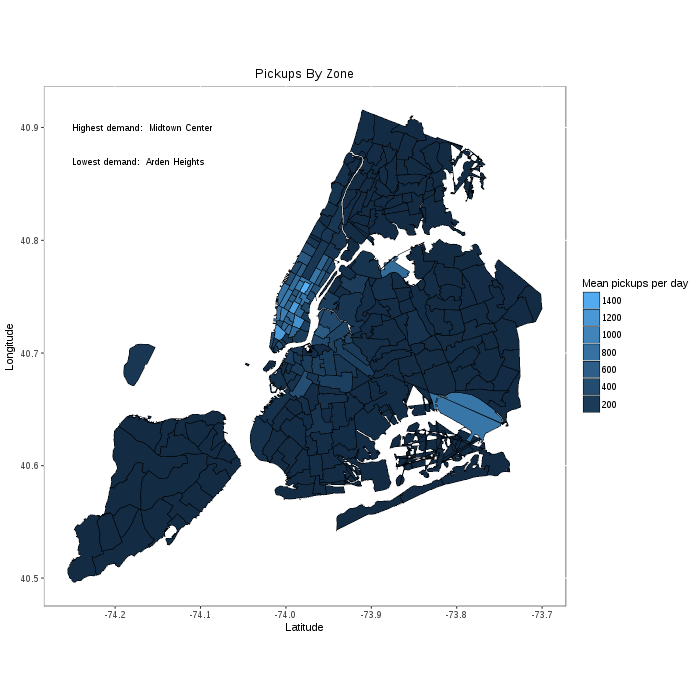 Pickups By Zone
Highest demand: Midtown Center
Lowest demand: Arden Heights
40.9
40.8
40.7
40.6
40.5
Longitude
-74.2 -74.1 -74.0 -73.9 -73.8 -73.7
Latitude
Mean pickups per day
1400
1200
1000
800
600
400
200